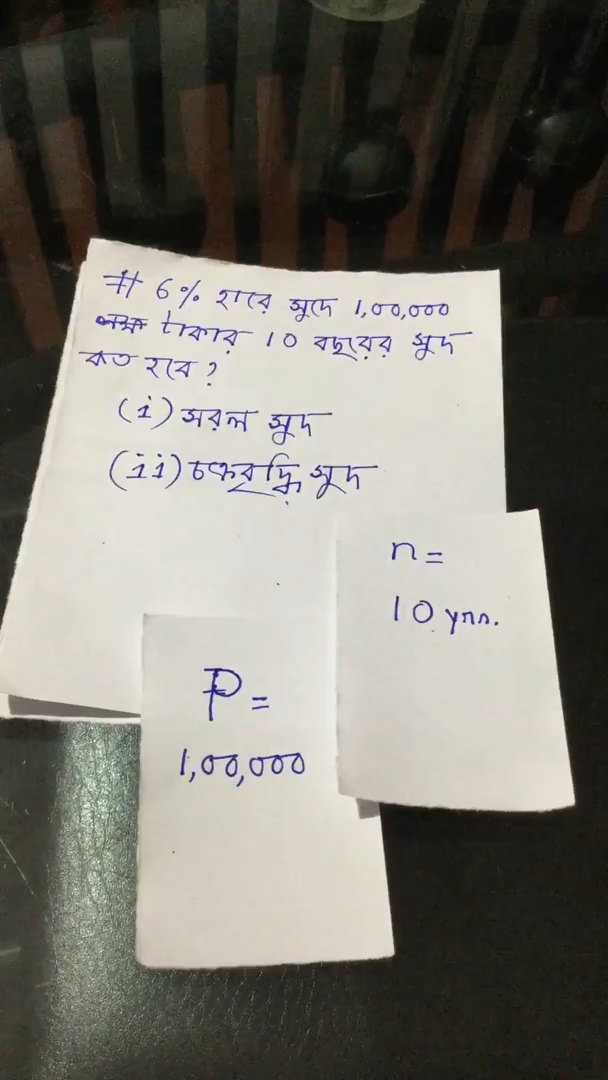 # 6% হারে সুদে 1,00,000
টাকার 10 বছরের সুদ
কত হবে?
(i) সরল সুদ
(ii) চক্রবৃদ্ধি সুদ
n =
10 yrs.
P =
1,00,000